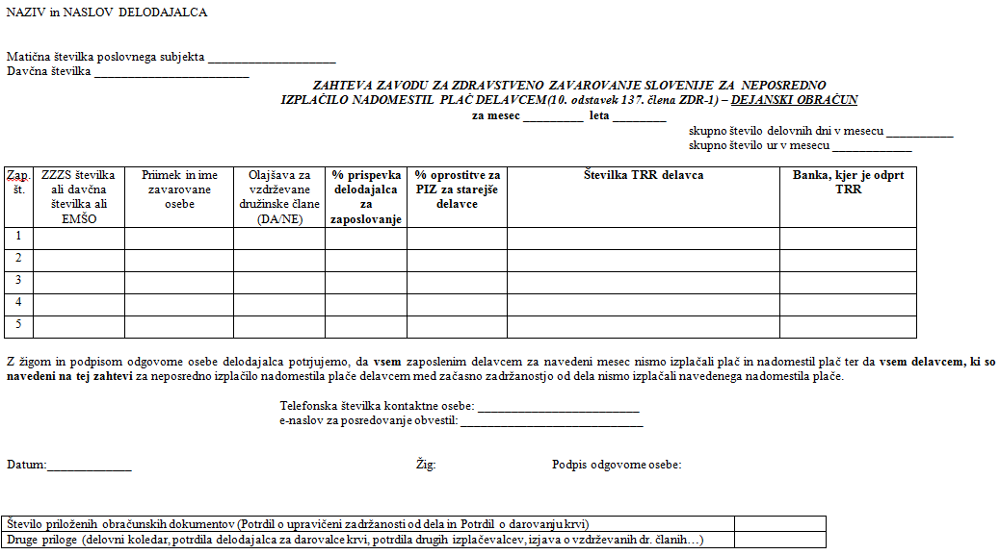 NAZIV in NASLOV DELODAJALCA
Matična številka poslovnega subjekta ___________________
Davčna številka _______________________
ZAHTEVA ZAVODU ZA ZDRAVSTVENO ZAVAROVANJE SLOVENIJE ZA NEPOSREDNO
IZPLAČILO NADOMESTIL PLAČ DELAVCEM(10. odstavek 137. člena ZDR-1) – DEJANSKI OBRAČUN
za mesec _________ leta ________
skupno število delovnih dni v mesecu __________
skupno število ur v mesecu ____________
Zap. št.
ZZZS številka ali davčna številka ali EMŠO
Priimek in ime zavarovane osebe
Olajšava za vzdrževane družinske člane (DA/NE)
% prispevka delodajalca za zaposlovanje
% oprostitve za PIZ za starejše delavce
Številka TRR delavca
Banka, kjer je odprt TRR
1
2
3
4
5
Z žigom in podpisom odgovorne osebe delodajalca potrjujemo, da vsem zaposlenim delavcem za navedeni mesec nismo izplačali plač in nadomestil plač ter da vsem delavcem, ki so
navedeni na tej zahtevi za neposredno izplačilo nadomestila plače delavcem med začasno zadržanostjo od dela nismo izplačali navedenega nadomestila plače.
Telefonska številka kontaktne osebe: ________________________
e-naslov za posredovanje obvestil: ___________________________
Datum:_____________ Žig: Podpis odgovorne osebe:
Število priloženih obračunskih dokumentov (Potrdil o upravičeni zadržanosti od dela in Potrdil o darovanju krvi)
Druge priloge (delovni koledar, potrdila delodajalca za darovalce krvi, potrdila drugih izplačevalcev, izjava o vzdrževanih dr. članih…)